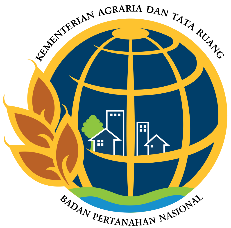 KEMENTERIAN AGRARIA DAN TATA RUANG
BADAN PERTANAHAN NASIONAL